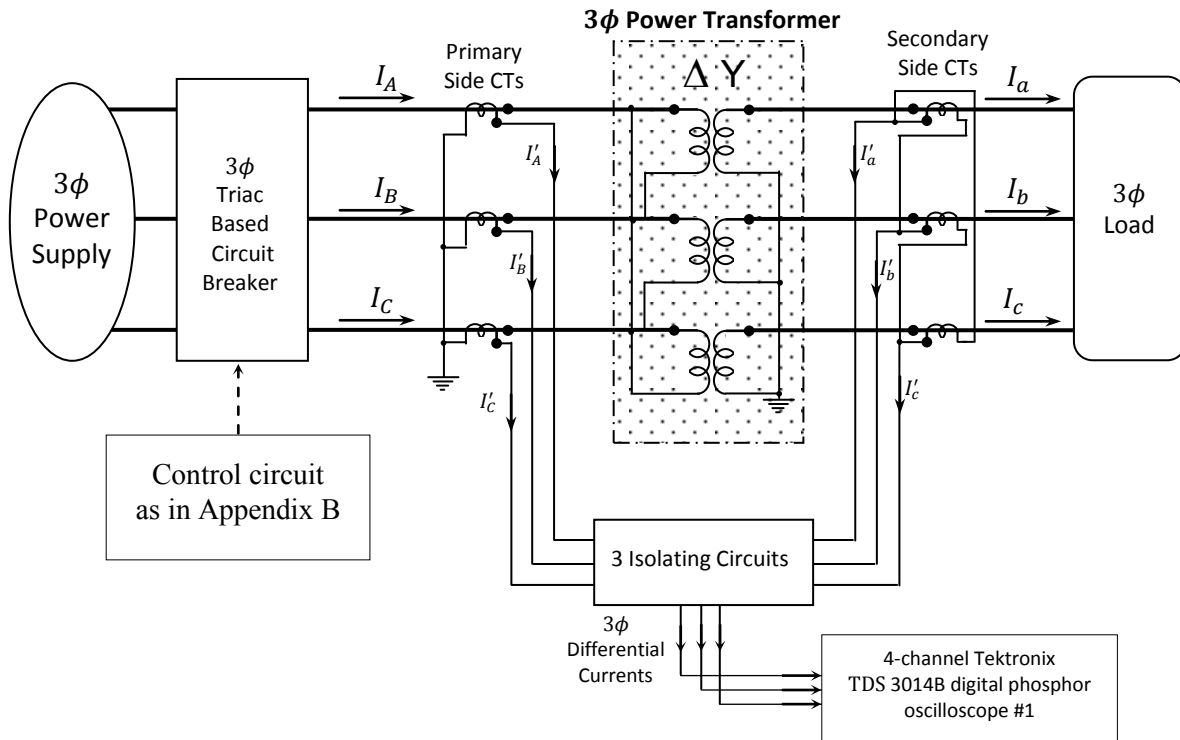 3ϕ Power Transformer
Primary
Side CTs
Secondary
Side CTs
Δ Y
I_A
I_a
I'_A
I'_a
3ϕ
Power
Supply
3ϕ
Triac
Based
Circuit
Breaker
I_B
I_b
I'_B
I'_b
3ϕ
Load
I_C
I_c
I'_C
I'_c
Control circuit
as in Appendix B
3 Isolating Circuits
3ϕ
Differential
Currents
4-channel Tektronix
TDS 3014B digital phosphor
oscilloscope #1